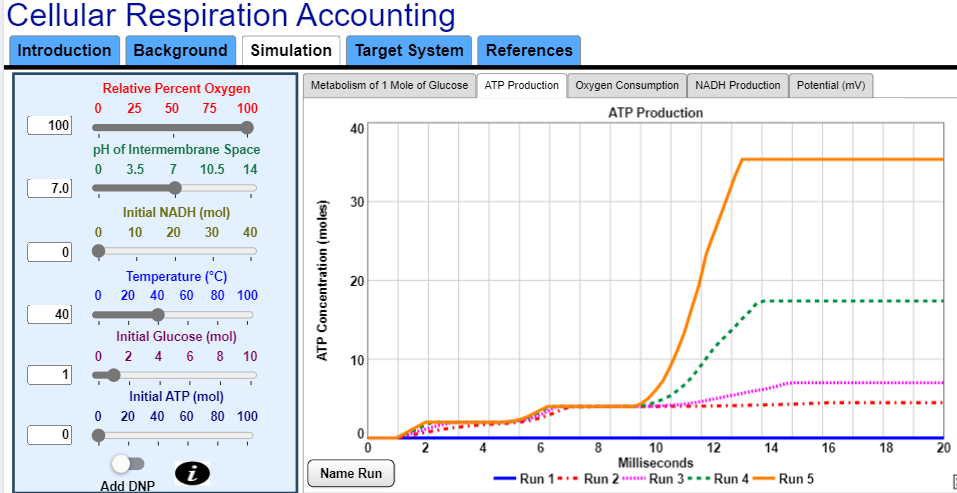 Cellular Respiration Accounting
Introduction Background Simulation Target System References
Relative Percent Oxygen
0 25 50 75 100
100
pH of Intermembrane Space
0 3.5 7 10.5 14
7.0
Initial NADH (mol)
0 10 20 30 40
0
Temperature (°C)
0 20 40 60 80 100
40
Initial Glucose (mol)
0 2 4 6 8 10
1
Initial ATP (mol)
0 20 40 60 80 100
0
Add DNP
i
Metabolism of 1 Mole of Glucose ATP Production Oxygen Consumption NADH Production Potential (mV)
ATP Production
ATP Concentration (moles)
40
30
20
10
0
0 2 4 6 8 10 12 14 16 18 20
Milliseconds
Name Run
Run 1 Run 2 Run 3 Run 4 Run 5